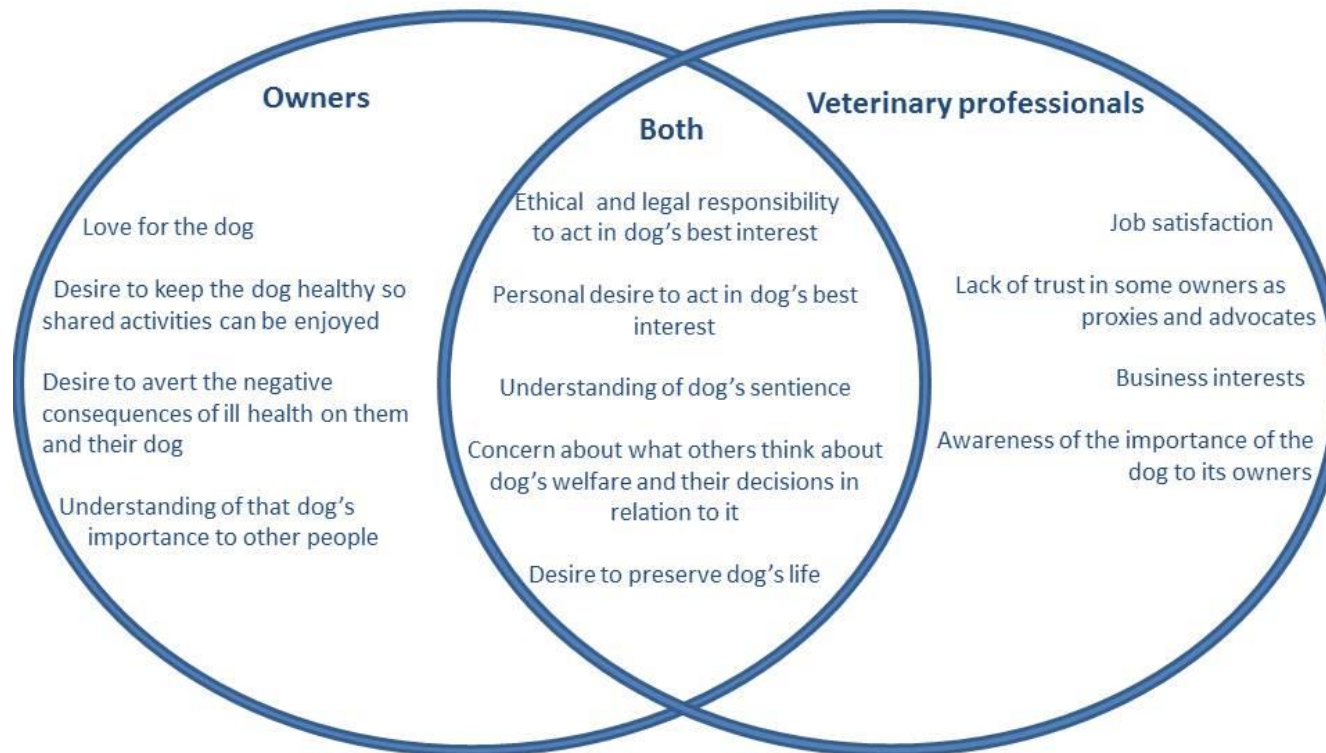 Owners
Love for the dog
Desire to keep the dog healthy so
shared activities can be enjoyed
Desire to avert the negative
consequences of ill health on them
and their dog
Understanding of that dog's
importance to other people
Both
Ethical and legal responsibility
to act in dog's best interest
Personal desire to act in dog's best
interest
Understanding of dog's sentience
Concern about what others think about
dog's welfare and their decisions in
relation to it
Desire to preserve dog's life
Veterinary professionals
Job satisfaction
Lack of trust in some owners as
proxies and advocates
Business interests
Awareness of the importance of the
dog to its owners